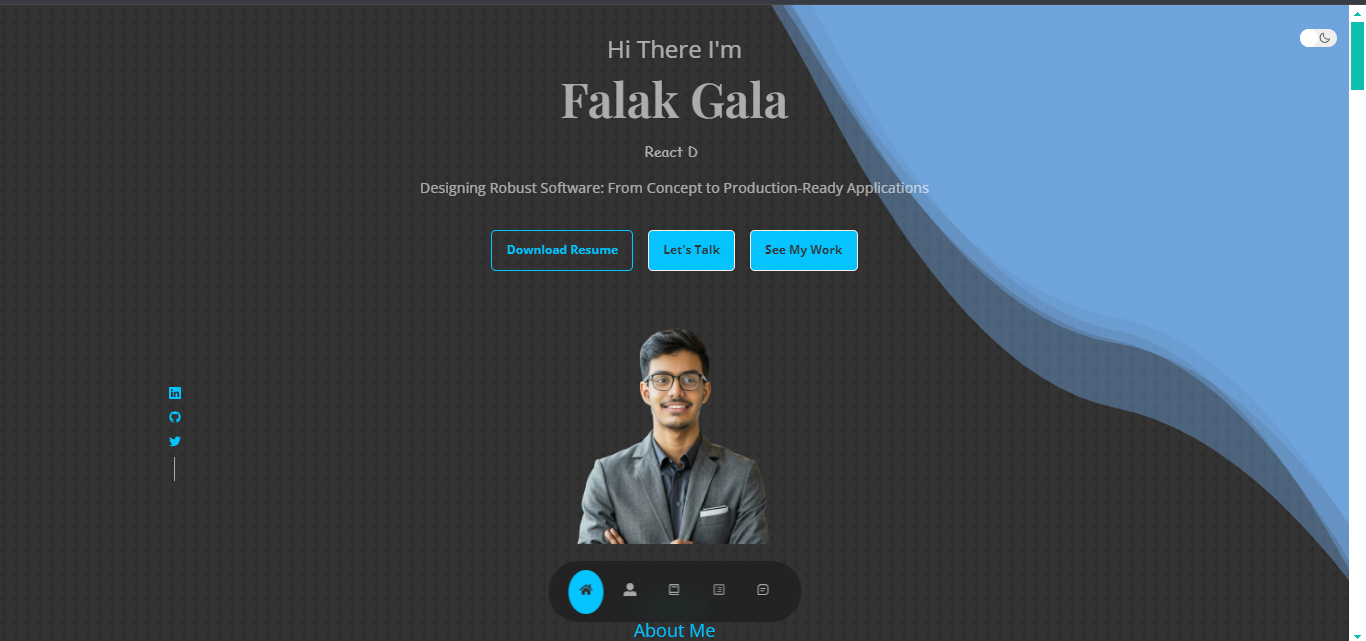 Hi There I'm
Falak Gala
React D
Designing Robust Software: From Concept to Production-Ready Applications
Download Resume
Let's Talk
See My Work
About Me